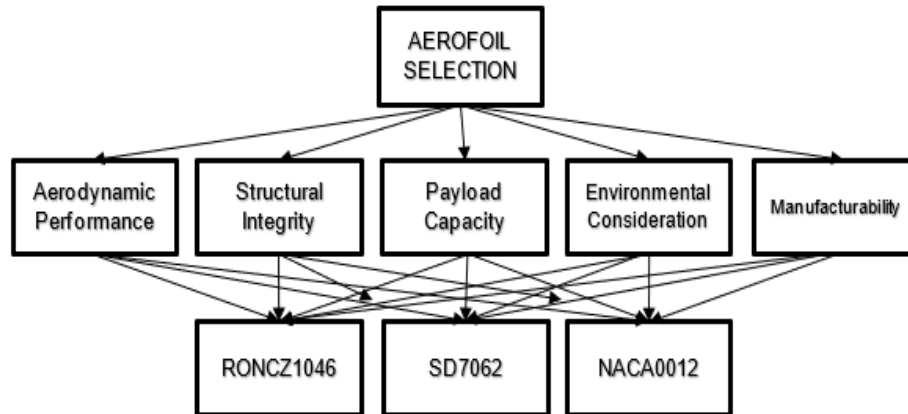 AEROFOIL
SELECTION
Aerodynamic
Performance
Structural
Integrity
Payload
Capacity
Environmental
Consideration
Manufacturability
RONCZ1046
SD7062
NACA0012